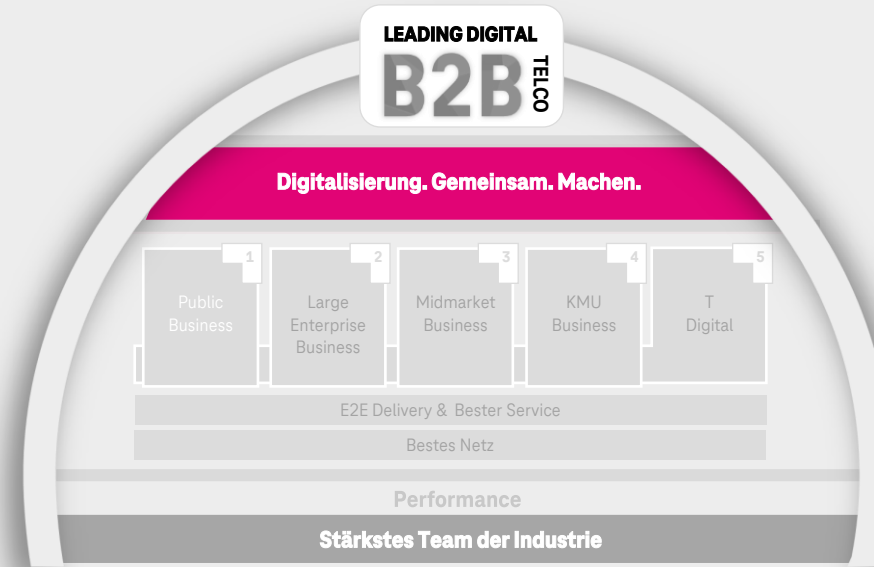 LEADING DIGITAL
B2B
TELCO
Digitalisierung. Gemeinsam. Machen.
1
Public
Business
2
Large
Enterprise
Business
3
Midmarket
Business
4
KMU
Business
5
T
Digital
E2E Delivery & Bester Service
Bestes Netz
Performance
Stärkstes Team der Industrie